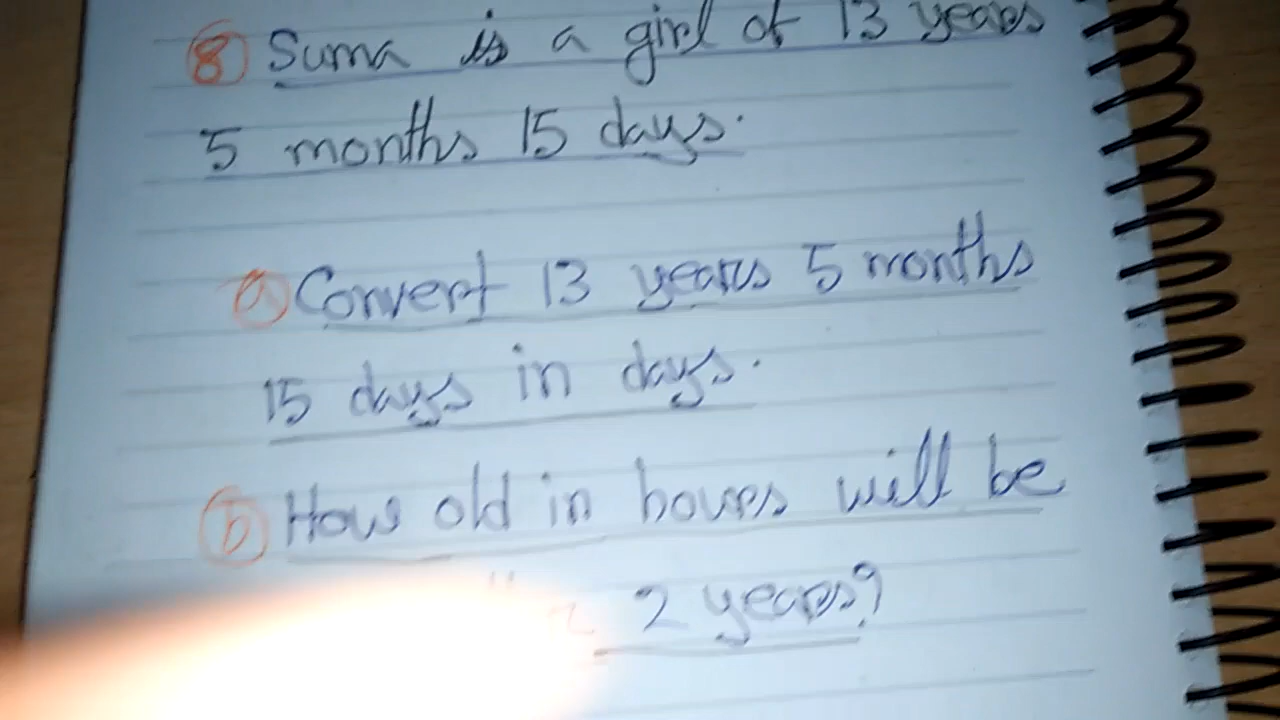 8 Suma is a girl of 13 years
5 months 15 days.
a Convert 13 years 5 months
15 days in days.
b How old in hours will be
2 years?